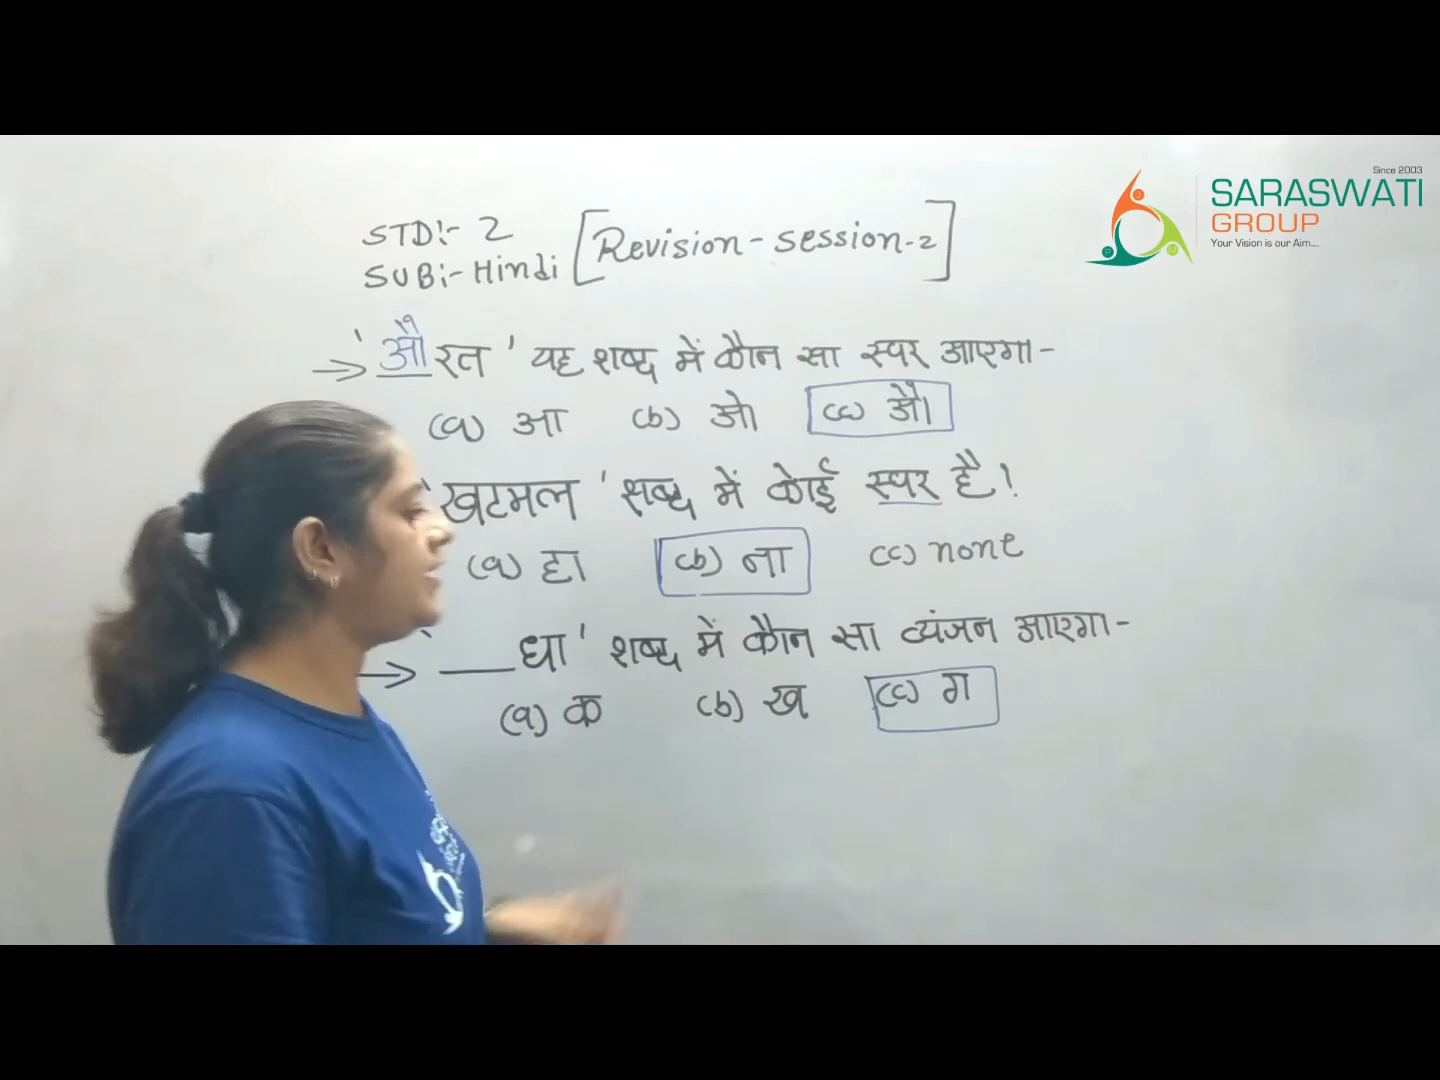 Since 2003
SARASWATI
GROUP
Your Vision is our Aim....
STD:- 2
SUB:- Hindi [Revision-session-2]
→ 'औरत' यह शब्द में कौन सा स्वर आएगा-
(a) आ (b) ओ (c) औ
'खटमल' शब्द में कोई स्वर है!
(a) हा (b) ना (c) none
→ '___धा' शब्द में कौन सा व्यंजन आएगा-
(a) क (b) ख (c) ग